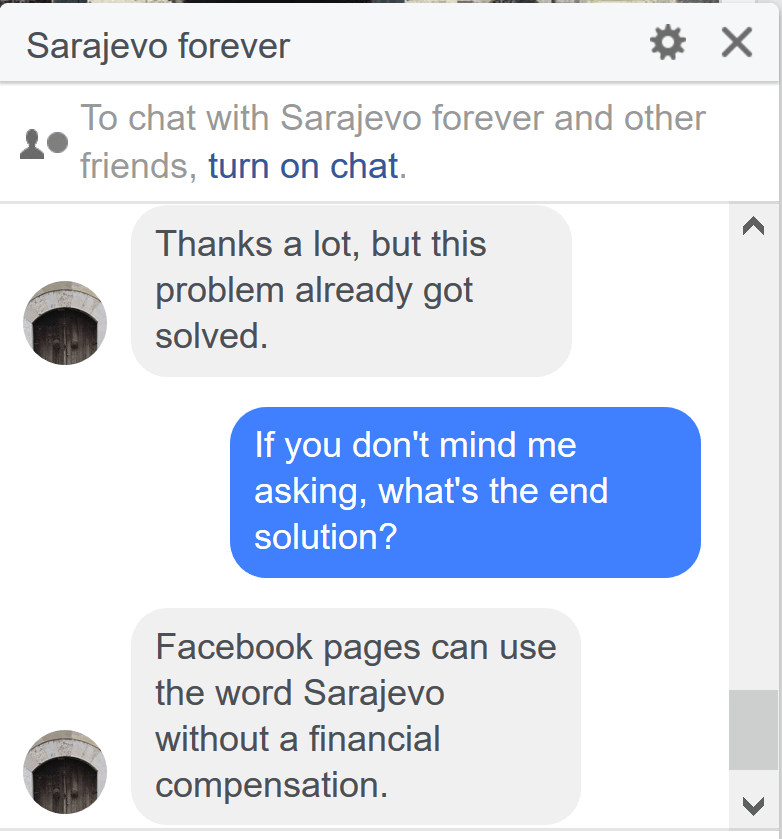 Sarajevo forever
To chat with Sarajevo forever and other
friends, turn on chat.
Thanks a lot, but this
problem already got
solved.
If you don't mind me
asking, what's the end
solution?
Facebook pages can use
the word Sarajevo
without a financial
compensation.